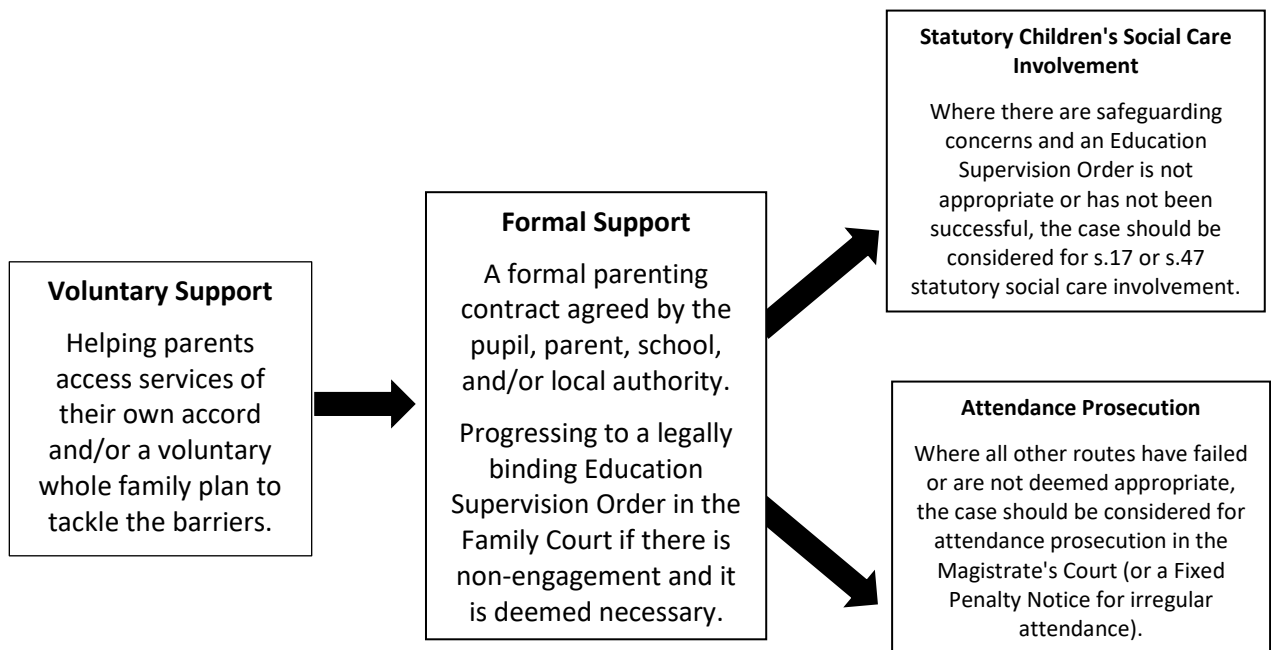 Voluntary Support
Helping parents
access services of
their own accord
and/or a voluntary
whole family plan to
tackle the barriers.
Formal Support
A formal parenting
contract agreed by the
pupil, parent, school,
and/or local authority.
Progressing to a legally
binding Education
Supervision Order in the
Family Court if there is
non-engagement and it
is deemed necessary.
Statutory Children's Social Care
Involvement
Where there are safeguarding
concerns and an Education
Supervision Order is not
appropriate or has not been
successful, the case should be
considered for s.17 or s.47
statutory social care involvement.
Attendance Prosecution
Where all other routes have failed
or are not deemed appropriate,
the case should be considered for
attendance prosecution in the
Magistrate's Court (or a Fixed
Penalty Notice for irregular
attendance).